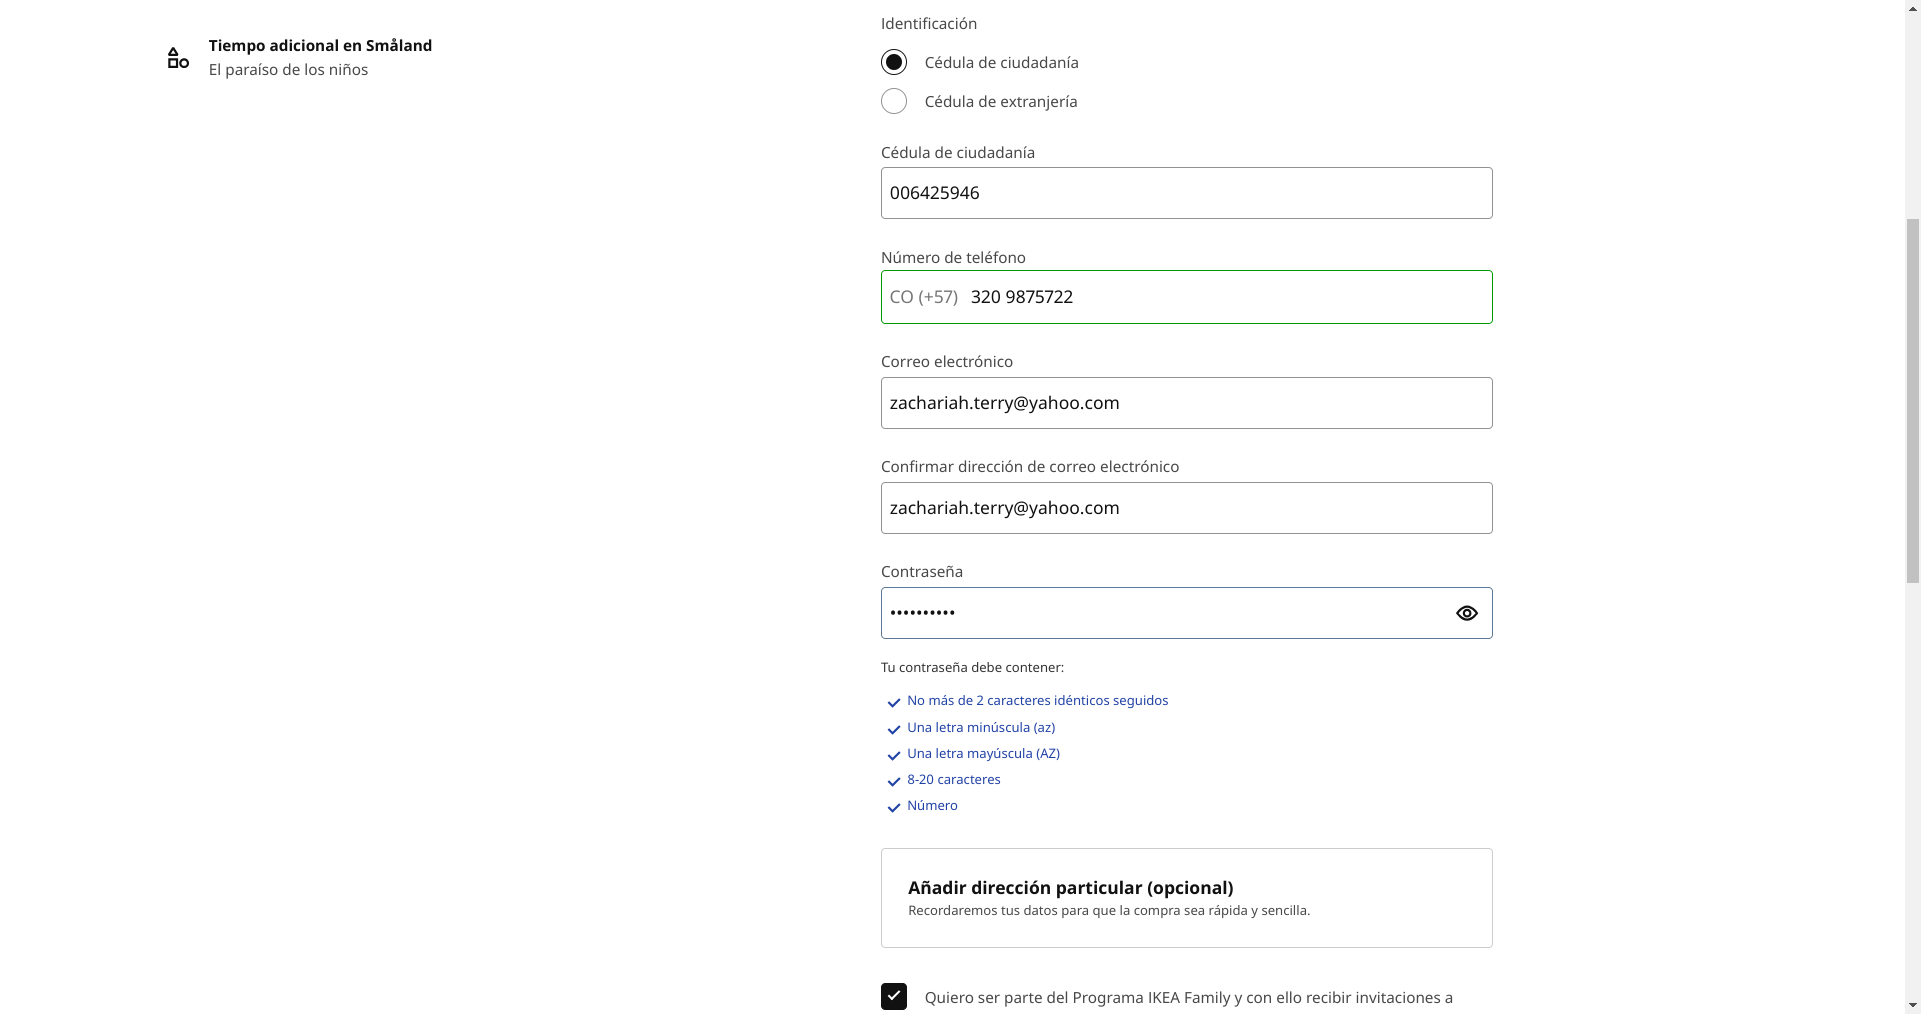 Tiempo adicional en Småland
El paraíso de los niños
Identificación
Cédula de ciudadanía
Cédula de extranjería
Cédula de ciudadanía
006425946
Número de teléfono
CO (+57) 320 9875722
Correo electrónico
zachariah.terry@yahoo.com
Confirmar dirección de correo electrónico
zachariah.terry@yahoo.com
Contraseña
••••••••••
Tu contraseña debe contener:
No más de 2 caracteres idénticos seguidos
Una letra minúscula (az)
Una letra mayúscula (AZ)
8-20 caracteres
Número
Añadir dirección particular (opcional)
Recordaremos tus datos para que la compra sea rápida y sencilla.
Quiero ser parte del Programa IKEA Family y con ello recibir invitaciones a